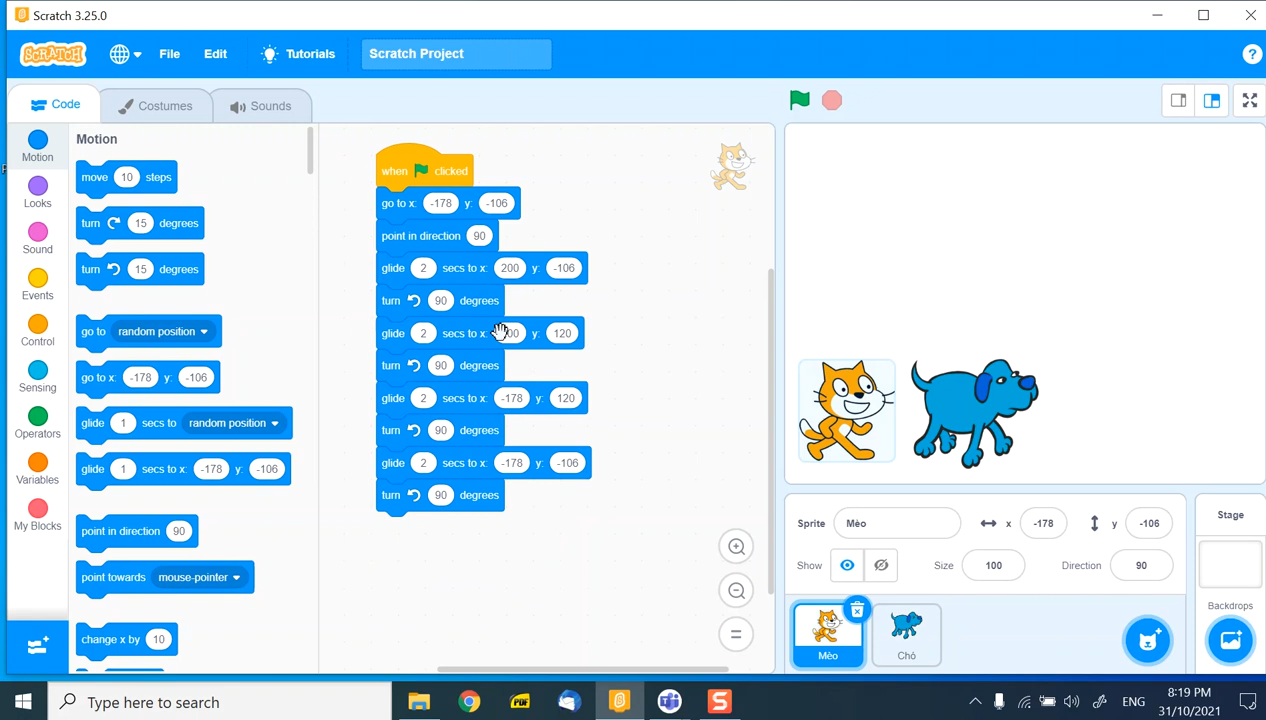 Scratch 3.25.0
SCRATCH File Edit Tutorials Scratch Project ?
Code Costumes Sounds
Motion
Looks
Sound
Events
Control
Sensing
Operators
Variables
My Blocks
Motion
move 10 steps
turn 15 degrees
turn 15 degrees
go to random position
go to x: -178 y: -106
glide 1 secs to random position
glide 1 secs to x: -178 y: -106
point in direction 90
point towards mouse-pointer
change x by 10
when clicked
go to x: -178 y: -106
point in direction 90
glide 2 secs to x: 200 y: -106
turn 90 degrees
glide 2 secs to x: y: 120
turn 90 degrees
glide 2 secs to x: -178 y: 120
turn 90 degrees
glide 2 secs to x: -178 y: -106
turn 90 degrees
Sprite Mèo x -178 y -106
Show Size 100 Direction 90
Mèo
Chó
Stage
Backdrops
Type here to search
PDF
ENG
8:19 PM
31/10/2021